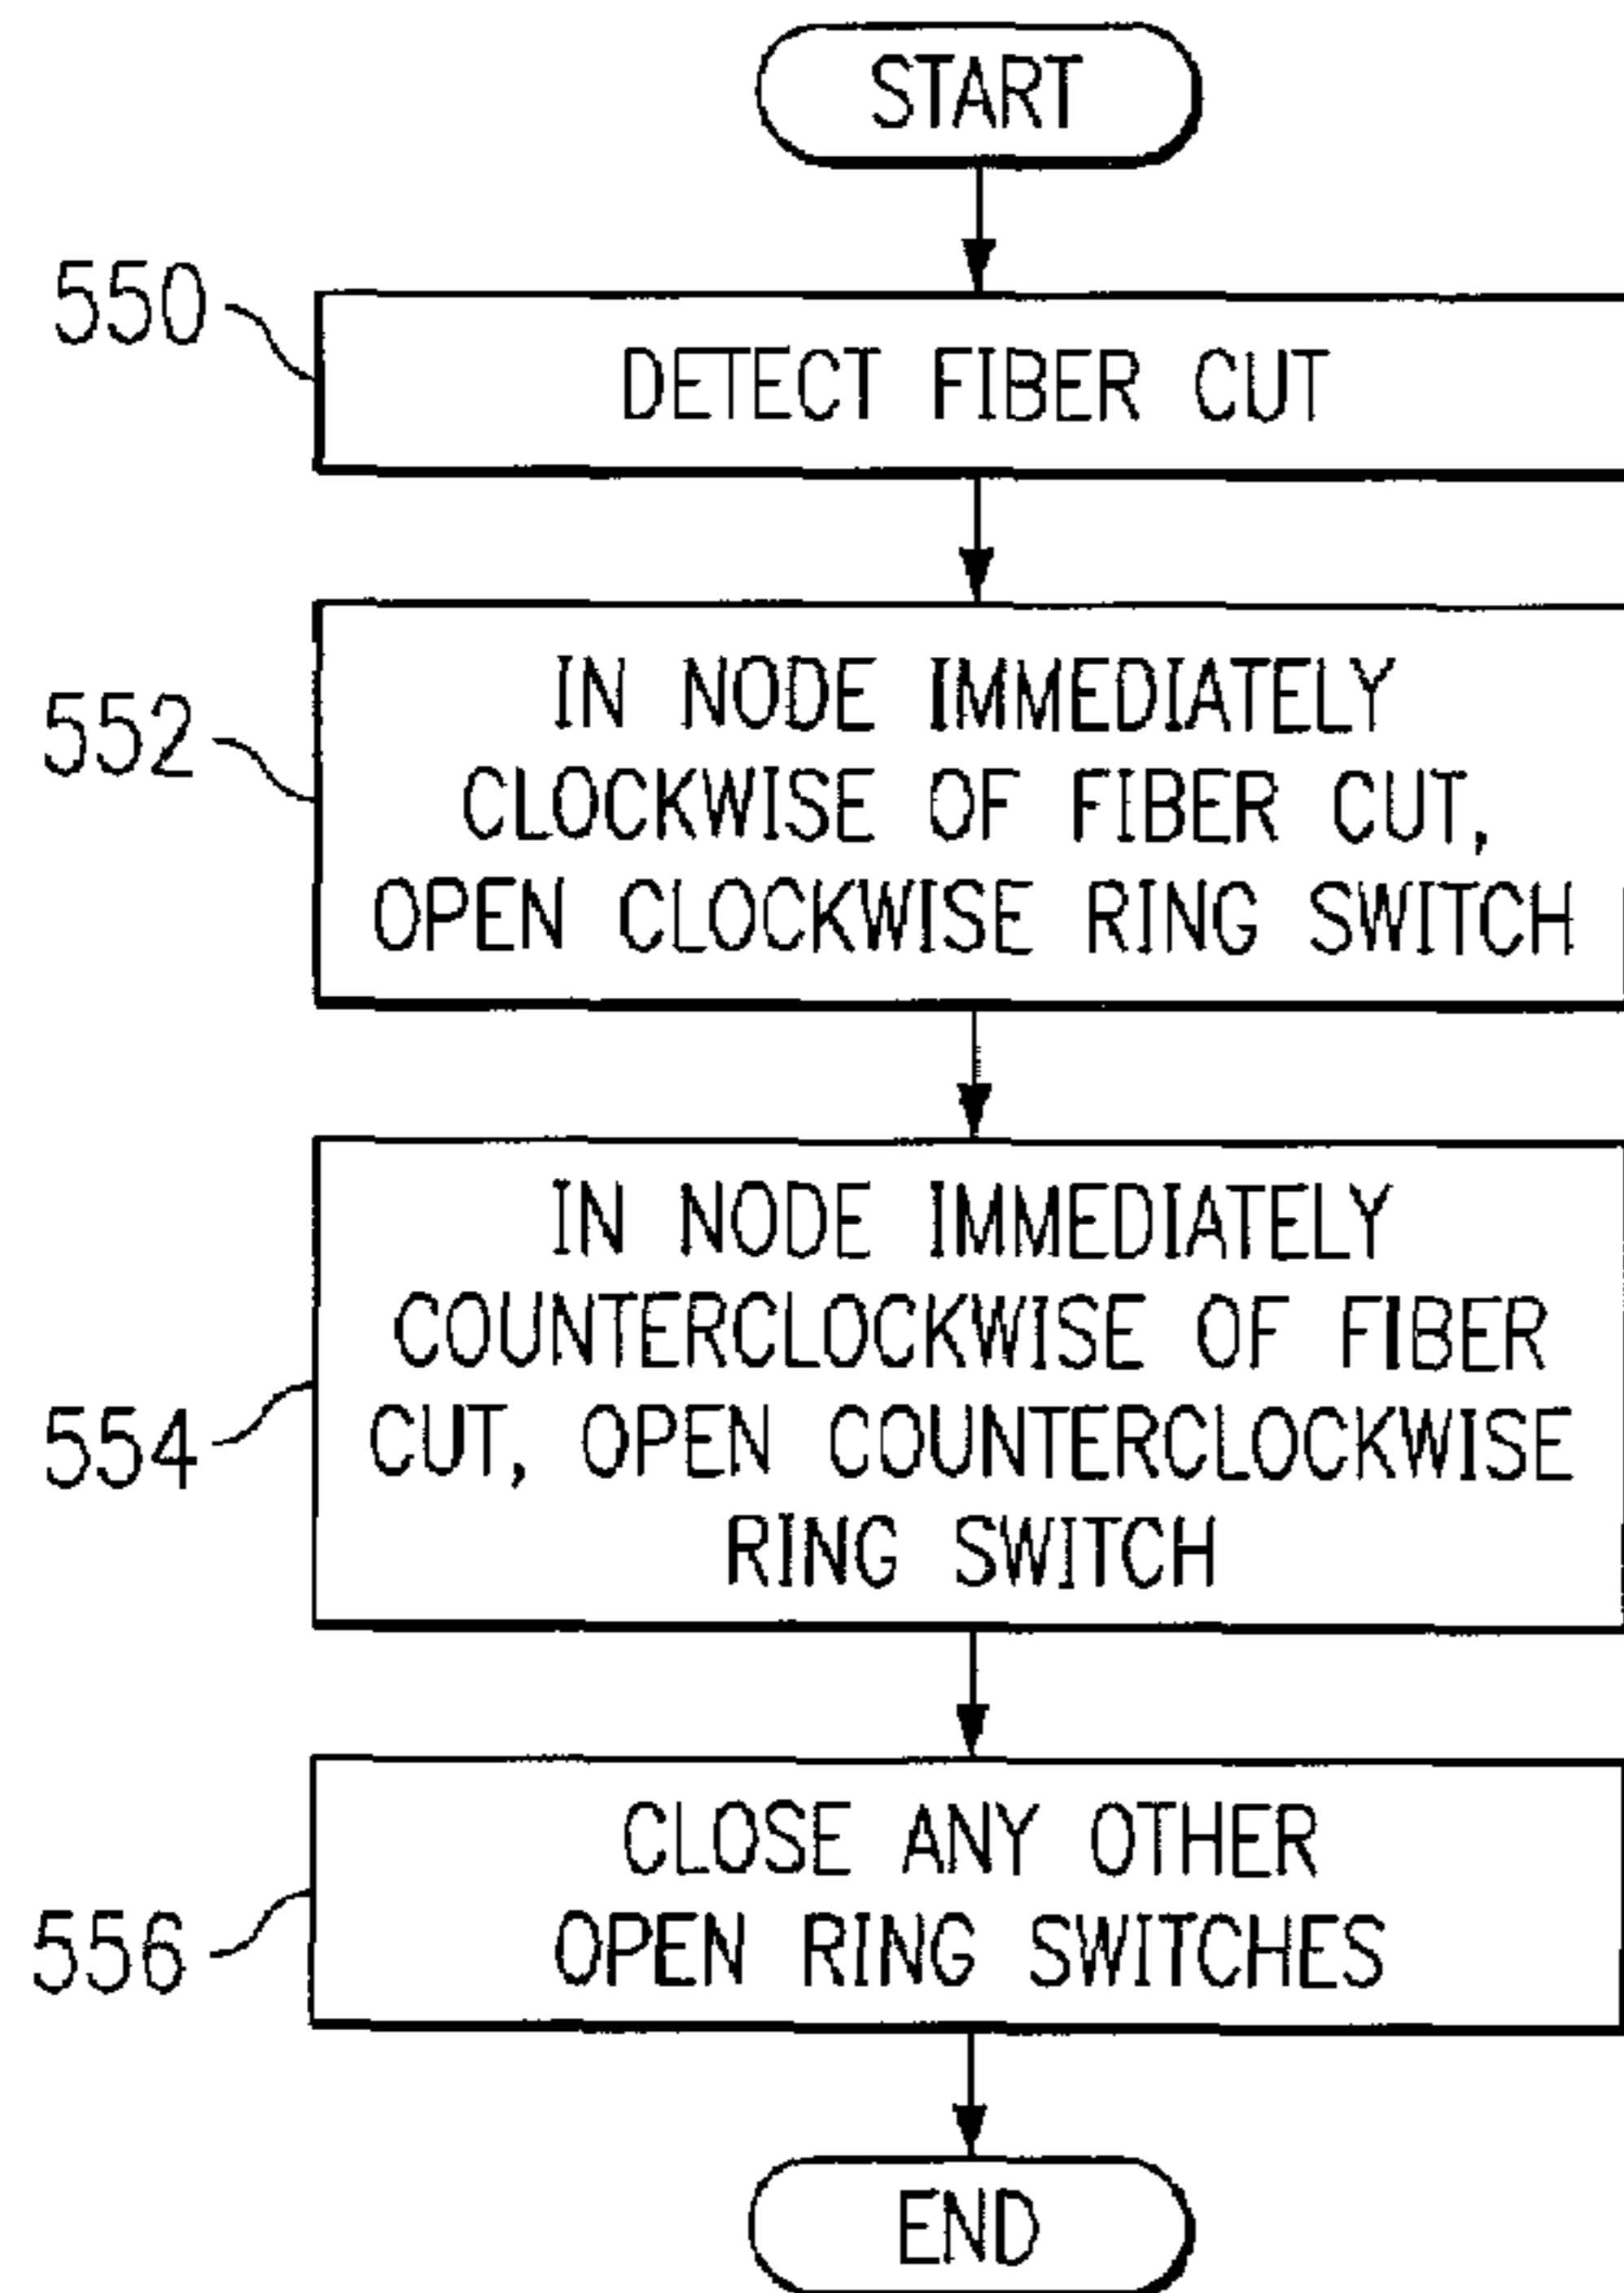 START
550
DETECT FIBER CUT
552
IN NODE IMMEDIATELY
CLOCKWISE OF FIBER CUT,
OPEN CLOCKWISE RING SWITCH
554
IN NODE IMMEDIATELY
COUNTERCLOCKWISE OF FIBER
CUT, OPEN COUNTERCLOCKWISE
RING SWITCH
556
CLOSE ANY OTHER
OPEN RING SWITCHES
END